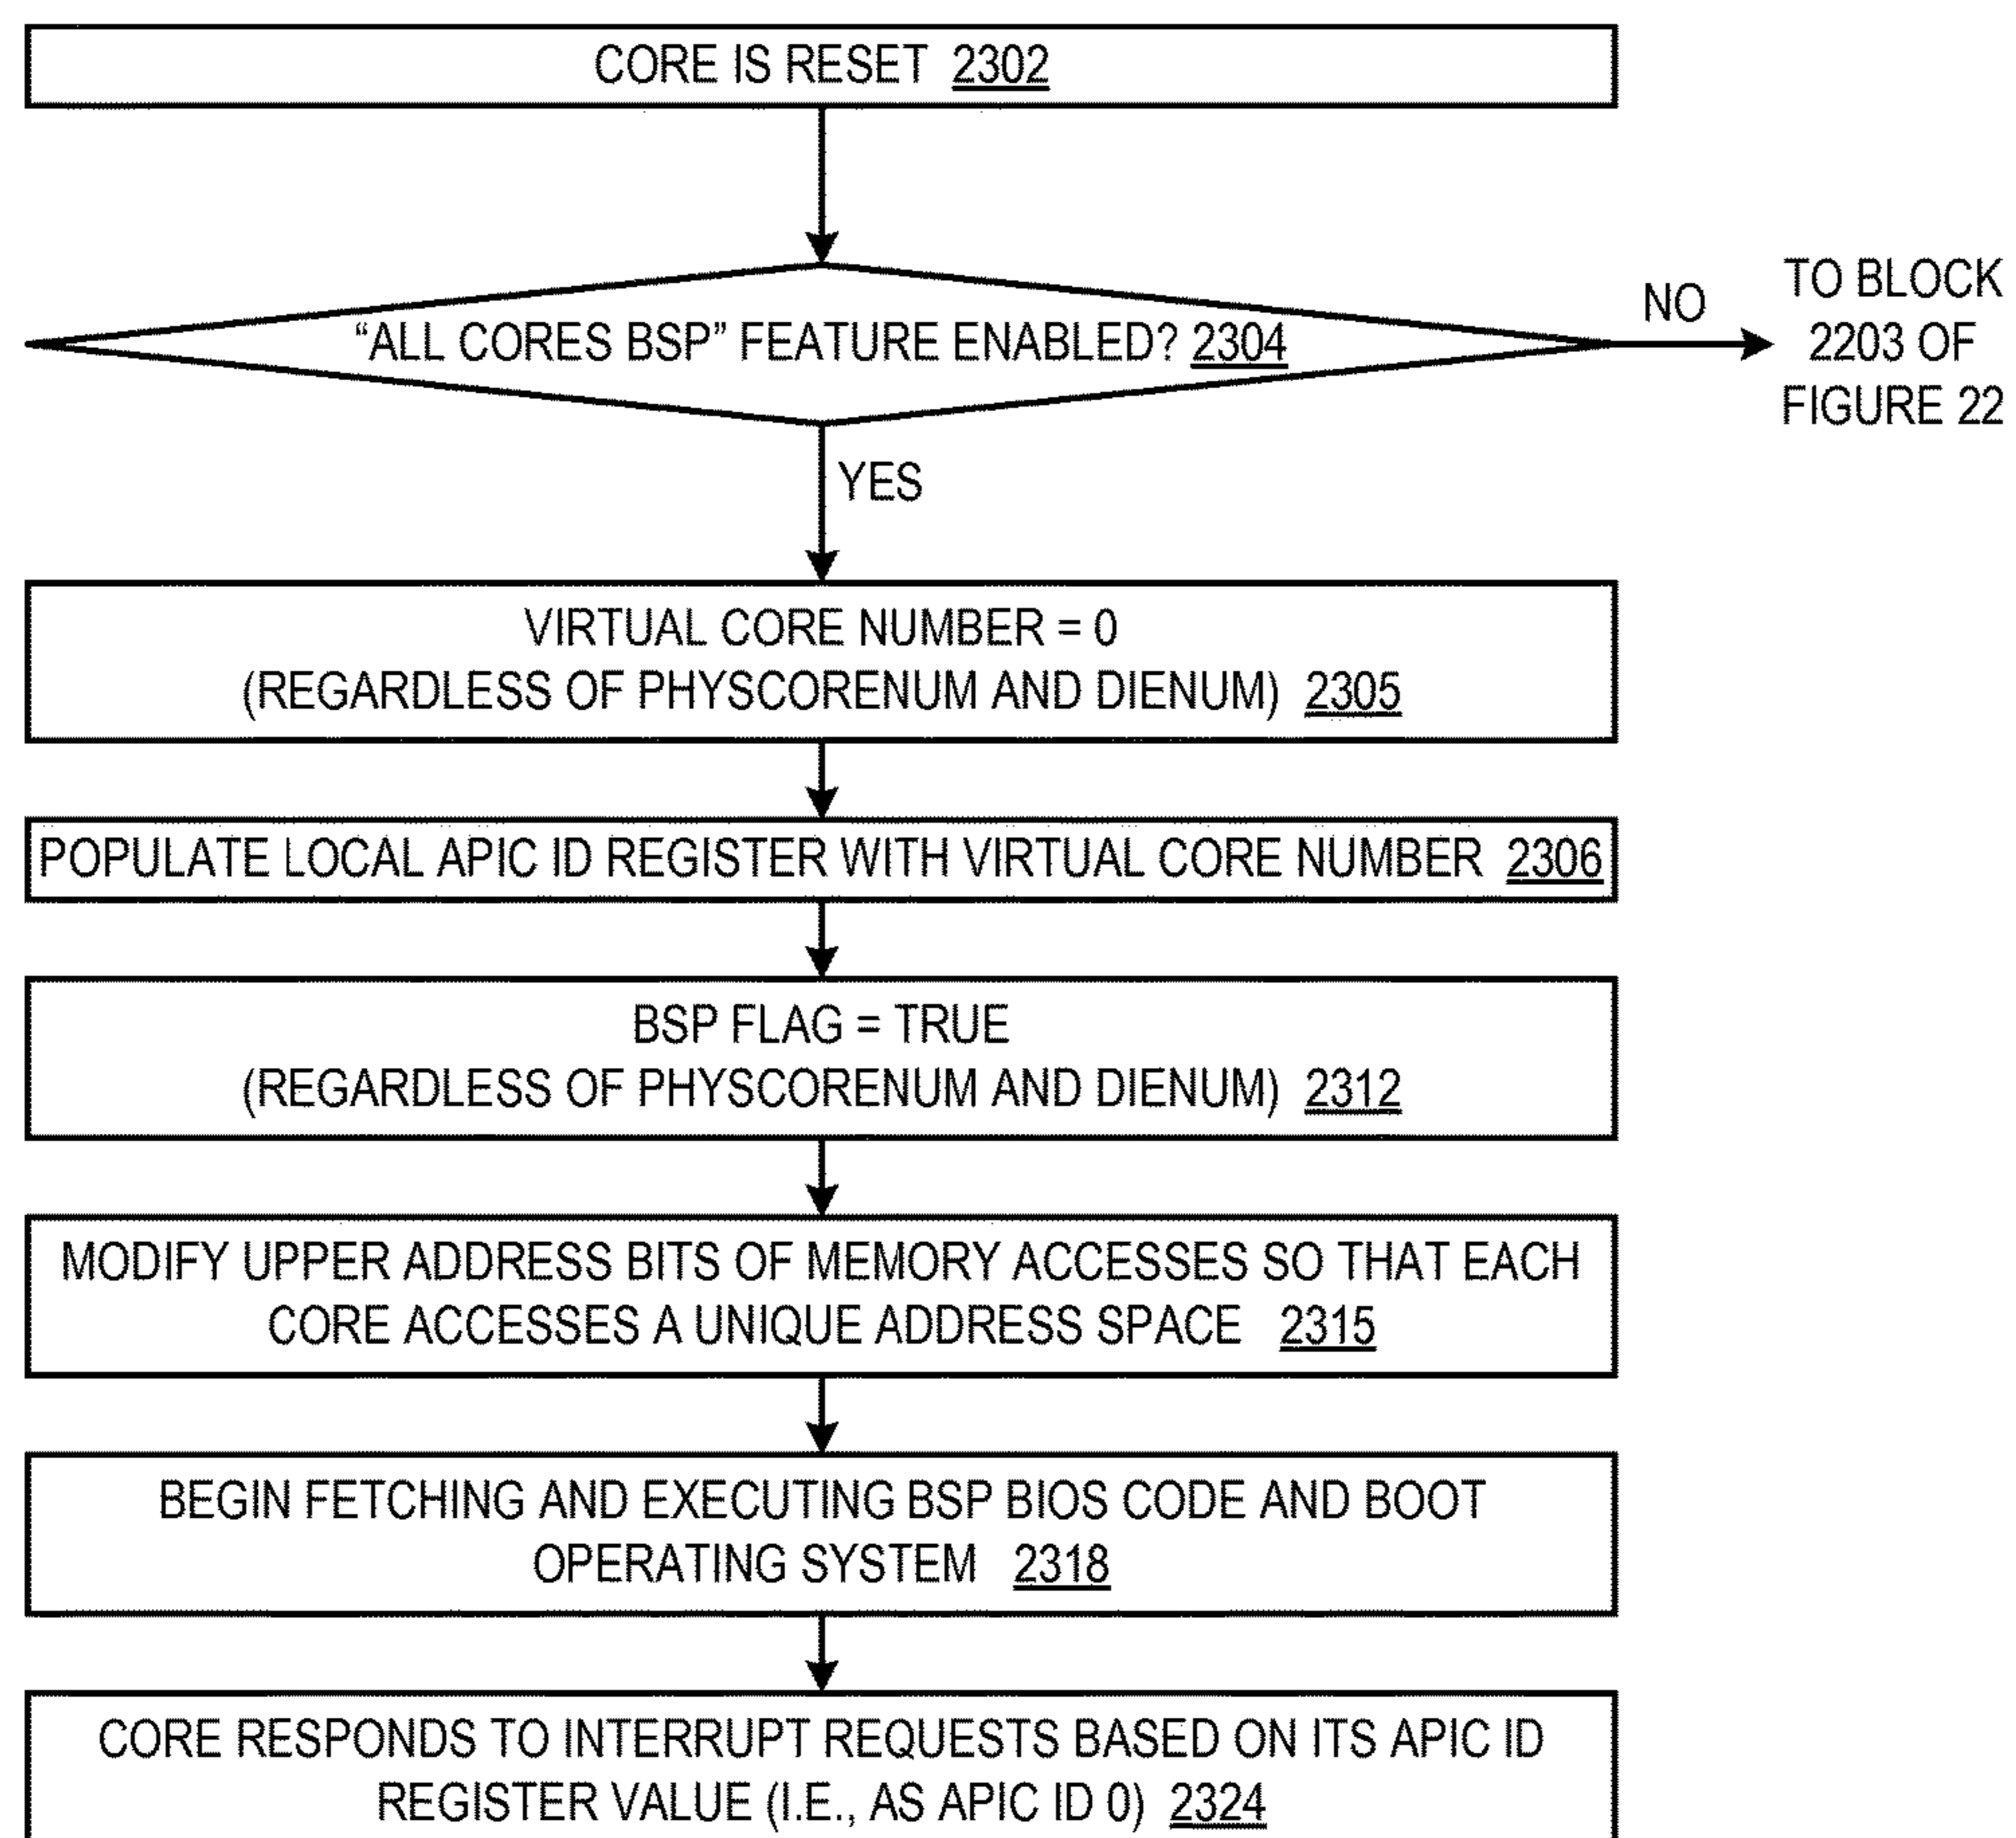 CORE IS RESET 2302
"ALL CORES BSP" FEATURE ENABLED? 2304
NO
TO BLOCK
2203 OF
FIGURE 22
YES
VIRTUAL CORE NUMBER = 0
(REGARDLESS OF PHYSCORENUM AND DIENUM) 2305
POPULATE LOCAL APIC ID REGISTER WITH VIRTUAL CORE NUMBER 2306
BSP FLAG = TRUE
(REGARDLESS OF PHYSCORENUM AND DIENUM) 2312
MODIFY UPPER ADDRESS BITS OF MEMORY ACCESSES SO THAT EACH
CORE ACCESSES A UNIQUE ADDRESS SPACE 2315
BEGIN FETCHING AND EXECUTING BSP BIOS CODE AND BOOT
OPERATING SYSTEM 2318
CORE RESPONDS TO INTERRUPT REQUESTS BASED ON ITS APIC ID
REGISTER VALUE (I.E., AS APIC ID 0) 2324